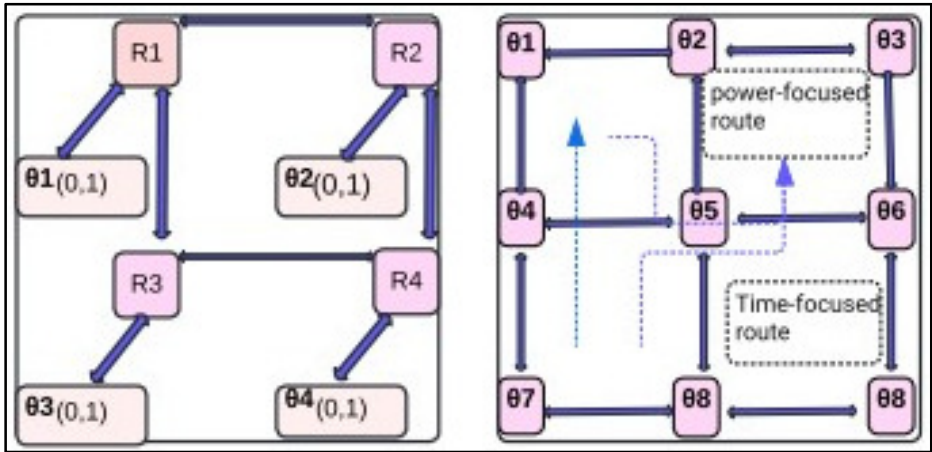 R1
R2
θ1(0,1)
θ2(0,1)
R3
R4
θ3(0,1)
θ4(0,1)
θ1
θ2
θ3
power-focused
route
θ4
θ5
θ6
Time-focused
route
θ7
θ8
θ8